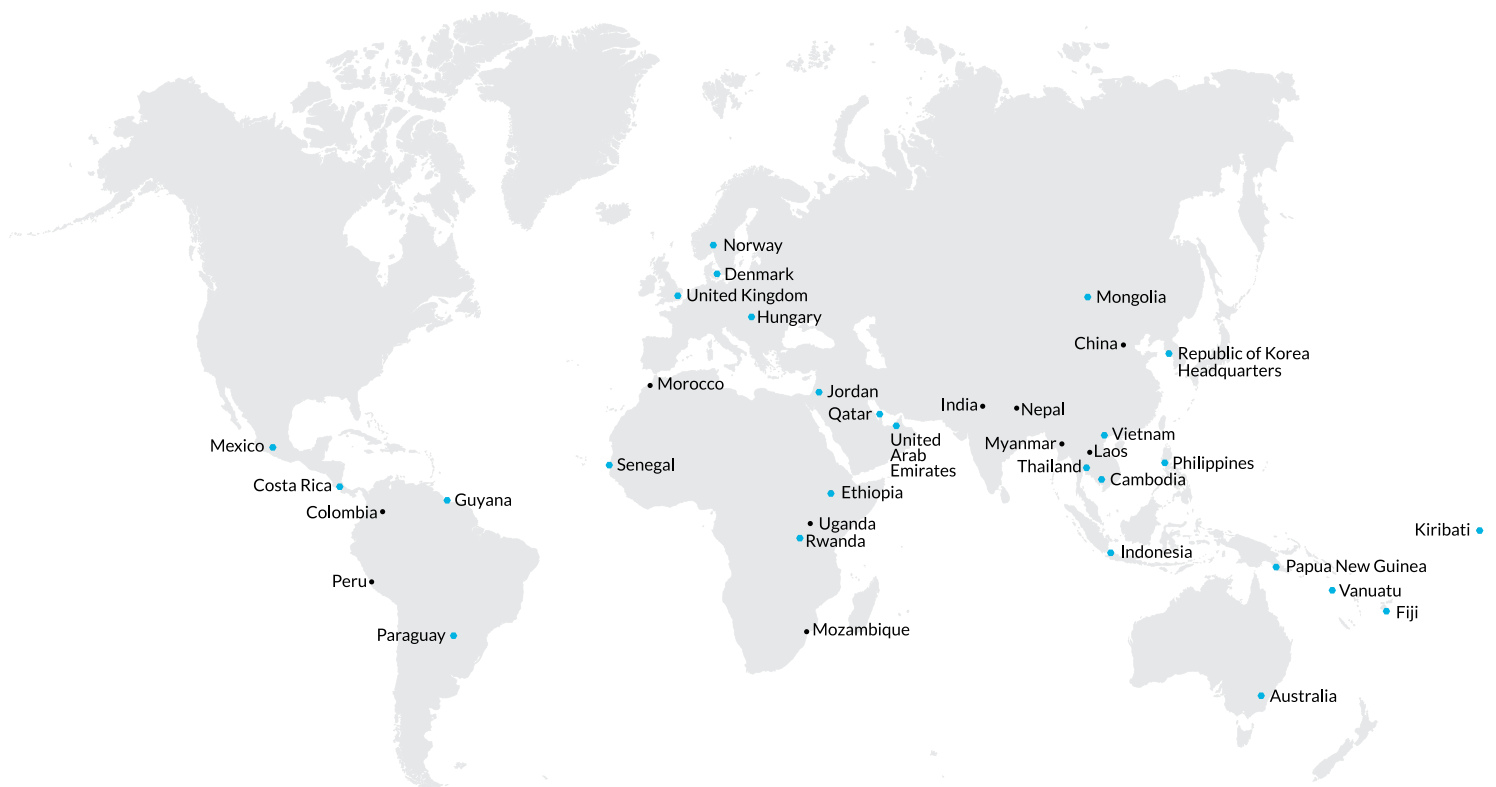 Norway
Denmark
United Kingdom
Hungary
Mongolia
China
Republic of Korea
Headquarters
Morocco
Jordan
Qatar
United
Arab
Emirates
India
Nepal
Myanmar
Vietnam
Laos
Thailand
Philippines
Cambodia
Mexico
Senegal
Costa Rica
Guyana
Colombia
Ethiopia
Uganda
Rwanda
Kiribati
Indonesia
Papua New Guinea
Peru
Vanuatu
Fiji
Paraguay
Mozambique
Australia